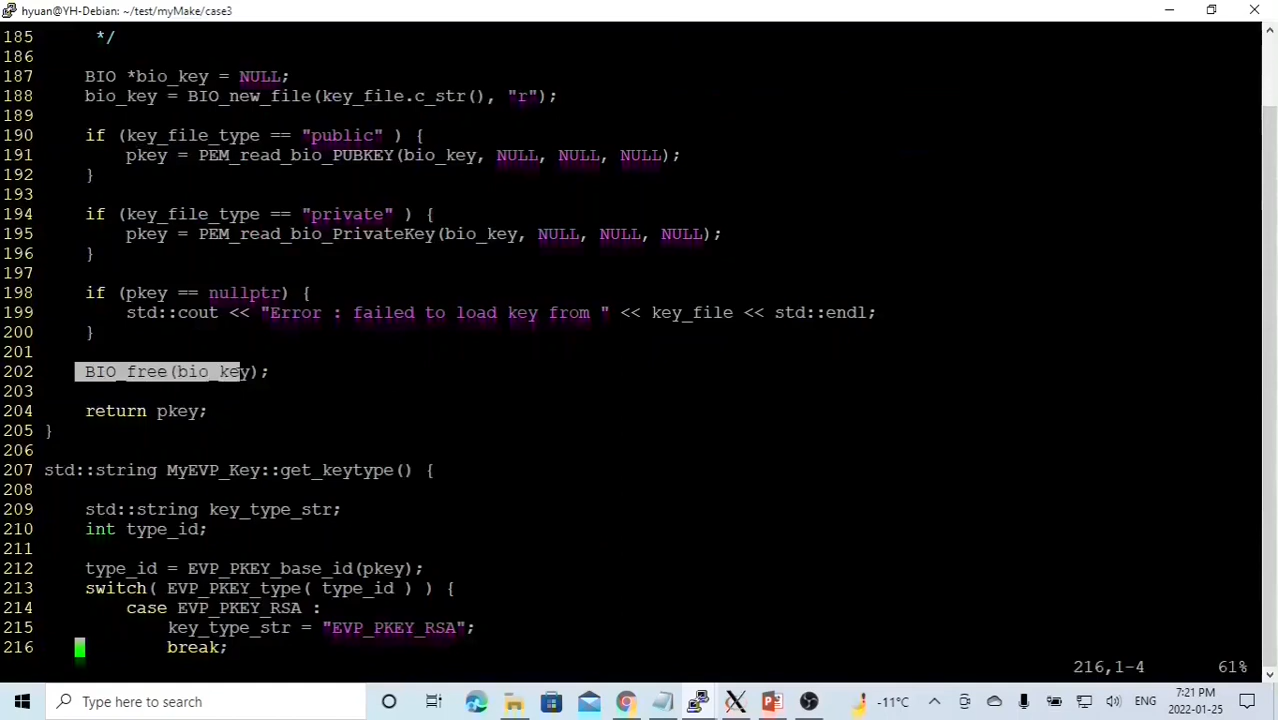 hyuan@YH-Debian: ~/test/myMake/case3
185 */
186
187 BIO *bio_key = NULL;
188 bio_key = BIO_new_file(key_file.c_str(), "r");
189
190 if (key_file_type == "public" ) {
191 pkey = PEM_read_bio_PUBKEY(bio_key, NULL, NULL, NULL);
192 }
193
194 if (key_file_type == "private" ) {
195 pkey = PEM_read_bio_PrivateKey(bio_key, NULL, NULL, NULL);
196 }
197
198 if (pkey == nullptr) {
199 std::cout << "Error : failed to load key from " << key_file << std::endl;
200 }
201
202 BIO_free(bio_key);
203
204 return pkey;
205 }
206
207 std::string MyEVP_Key::get_keytype() {
208
209 std::string key_type_str;
210 int type_id;
211
212 type_id = EVP_PKEY_base_id(pkey);
213 switch( EVP_PKEY_type( type_id ) ) {
214 case EVP_PKEY_RSA :
215 key_type_str = "EVP_PKEY_RSA";
216 break;
216,1-4 61%
Type here to search
-11°C
ENG
7:21 PM
2022-01-25